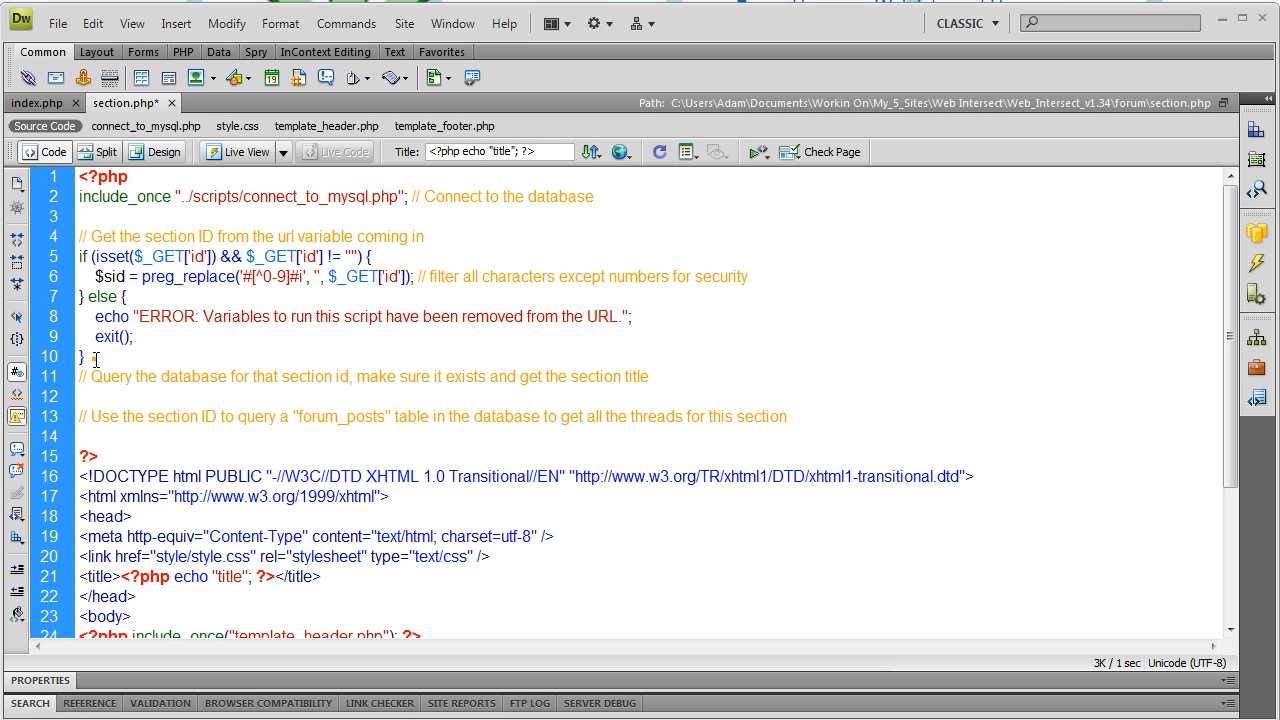 Dw File Edit View Insert Modify Format Commands Site Window Help CLASSIC
Common Layout Forms PHP Data Spry InContext Editing Text Favorites
index.php section.php* Path: C:\Users\Adam\Documents\Workin On\My_5_Sites\Web Intersect\Web_Intersect_v1.34\forum\section.php
Source Code connect_to_mysql.php style.css template_header.php template_footer.php
Code Split Design Live View Live Code Title: <?php echo "title"; ?> Check Page
1 <?php
2 include_once "../scripts/connect_to_mysql.php"; // Connect to the database
3
4 // Get the section ID from the url variable coming in
5 if (isset($_GET['id']) && $_GET['id'] != "") {
6 $sid = preg_replace('#[^0-9]#i', '', $_GET['id']); // filter all characters except numbers for security
7 } else {
8 echo "ERROR: Variables to run this script have been removed from the URL.";
9 exit();
10 }
11 // Query the database for that section id, make sure it exists and get the section title
12
13 // Use the section ID to query a "forum_posts" table in the database to get all the threads for this section
14
15 ?>
16 <!DOCTYPE html PUBLIC "-//W3C//DTD XHTML 1.0 Transitional//EN" "http://www.w3.org/TR/xhtml1/DTD/xhtml1-transitional.dtd">
17 <html xmlns="http://www.w3.org/1999/xhtml">
18 <head>
19 <meta http-equiv="Content-Type" content="text/html; charset=utf-8" />
20 <link href="style/style.css" rel="stylesheet" type="text/css" />
21 <title><?php echo "title"; ?></title>
22 </head>
23 <body>
24 <?php include_once("template_header.php"); ?>
3K / 1 sec Unicode (UTF-8)
PROPERTIES
SEARCH REFERENCE VALIDATION BROWSER COMPATIBILITY LINK CHECKER SITE REPORTS FTP LOG SERVER DEBUG